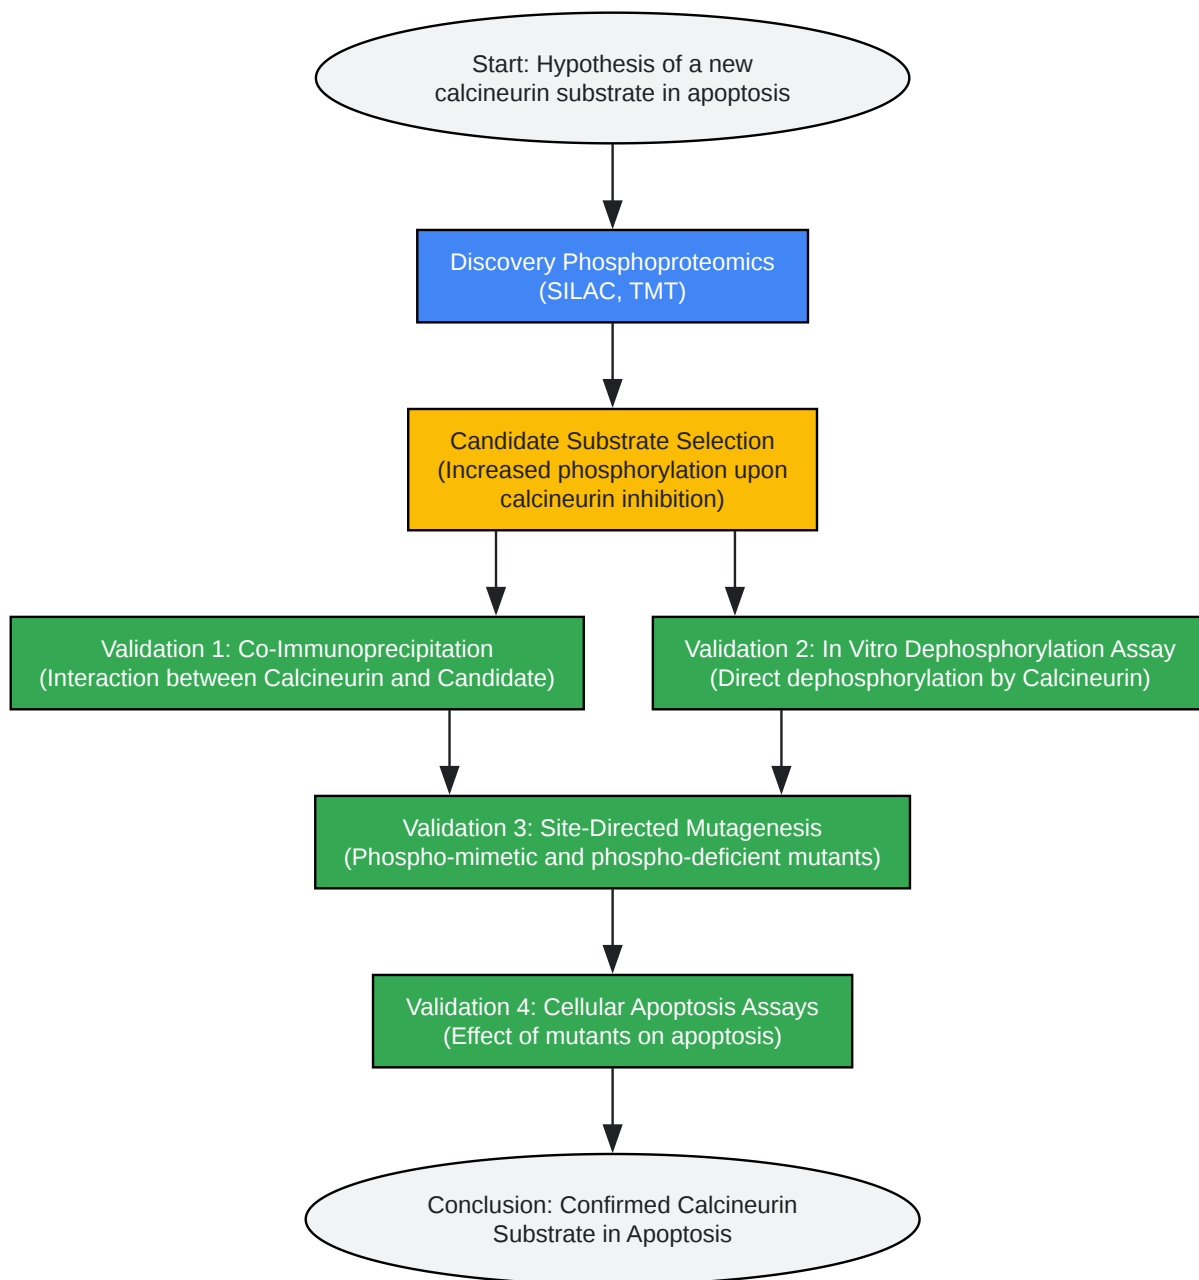 Start: Hypothesis of a new
calcineurin substrate in apoptosis
Discovery Phosphoproteomics
(SILAC, TMT)
Candidate Substrate Selection
(Increased phosphorylation upon
calcineurin inhibition)
Validation 1: Co-Immunoprecipitation
(Interaction between Calcineurin and Candidate)
Validation 2: In Vitro Dephosphorylation Assay
(Direct dephosphorylation by Calcineurin)
Validation 3: Site-Directed Mutagenesis
(Phospho-mimetic and phospho-deficient mutants)
Validation 4: Cellular Apoptosis Assays
(Effect of mutants on apoptosis)
Conclusion: Confirmed Calcineurin
Substrate in Apoptosis